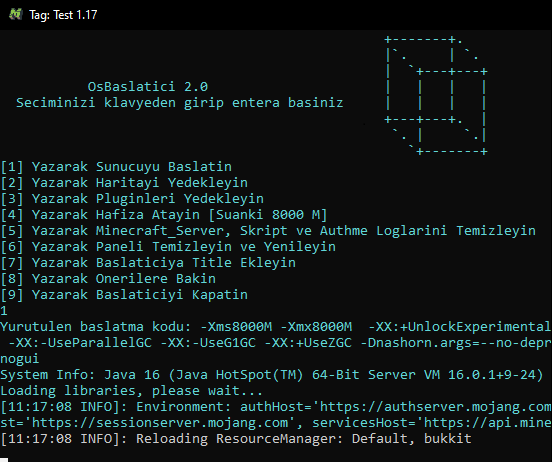 Tag: Test 1.17
OsBaslatici 2.0
Seciminizi klavyeden girip entera basiniz
[1] Yazarak Sunucuyu Baslatin
[2] Yazarak Haritayi Yedekleyin
[3] Yazarak Pluginleri Yedekleyin
[4] Yazarak Hafiza Atayin [Suanki 8000 M]
[5] Yazarak Minecraft_Server, Skript ve Authme Loglarini Temizleyin
[6] Yazarak Paneli Temizleyin ve Yenileyin
[7] Yazarak Baslaticiya Title Ekleyin
[8] Yazarak Onerilere Bakin
[9] Yazarak Baslaticiyi Kapatin
1
Yurutulen baslatma kodu: -Xms8000M -Xmx8000M  -XX:+UnlockExperimental
-XX:-UseParallelGC -XX:-UseG1GC -XX:+UseZGC -Dnashorn.args=--no-depr
nogui
System Info: Java 16 (Java HotSpot(TM) 64-Bit Server VM 16.0.1+9-24)
Loading libraries, please wait...
[11:17:08 INFO]: Environment: authHost='https://authserver.mojang.com
st='https://sessionserver.mojang.com', servicesHost='https://api.mine
[11:17:08 INFO]: Reloading ResourceManager: Default, bukkit